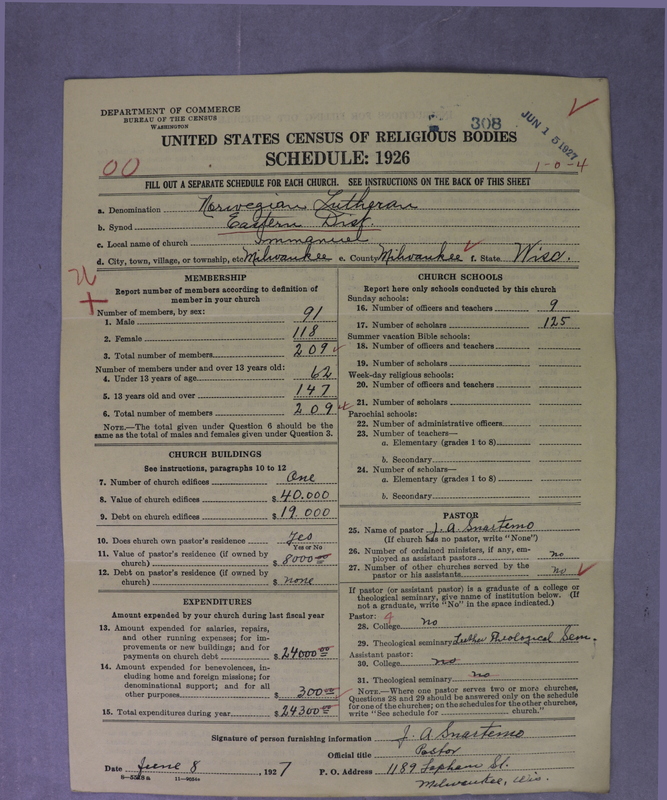 DEPARTMENT OF COMMERCE
BUREAU OF THE CENSUS
WASHINGTON
308
JUN 15 1927
UNITED STATES CENSUS OF RELIGIOUS BODIES
SCHEDULE: 1926
00
1-0-4
FILL OUT A SEPARATE SCHEDULE FOR EACH CHURCH. SEE INSTRUCTIONS ON THE BACK OF THIS SHEET
a. Denomination Norwegian Lutheran
b. Synod Eastern Dist.
c. Local name of church Immanuel
d. City, town, village, or township, etc. Milwaukee e. County Milwaukee f. State Wisc.
MEMBERSHIP
Report number of members according to definition of
member in your church
Number of members, by sex:
1. Male 91
2. Female 118
3. Total number of members 209
Number of members under and over 13 years old:
4. Under 13 years of age 62
5. 13 years old and over 147
6. Total number of members 209
NOTE.—The total given under Question 6 should be the
same as the total of males and females given under Question 3.
CHURCH BUILDINGS
See instructions, paragraphs 10 to 12
7. Number of church edifices One
8. Value of church edifices $ 40.000
9. Debt on church edifices $ 19.000
10. Does church own pastor's residence? Yes
Yes or No
11. Value of pastor's residence (if owned by
church) $ 8000 00
12. Debt on pastor's residence (if owned by
church) $ none
EXPENDITURES
Amount expended by your church during last fiscal year
13. Amount expended for salaries, repairs,
and other running expenses; for im-
provements or new buildings; and for
payments on church debt $ 24000 00
14. Amount expended for benevolences, in-
cluding home and foreign missions; for
denominational support; and for all
other purposes $ 300 00
15. Total expenditures during year $ 24300 00
CHURCH SCHOOLS
Report here only schools conducted by this church
Sunday schools:
16. Number of officers and teachers 9
17. Number of scholars 125
Summer vacation Bible schools:
18. Number of officers and teachers
19. Number of scholars
Week-day religious schools:
20. Number of officers and teachers
21. Number of scholars
Parochial schools:
22. Number of administrative officers
23. Number of teachers—
a. Elementary (grades 1 to 8)
b. Secondary
24. Number of scholars—
a. Elementary (grades 1 to 8)
b. Secondary
PASTOR
25. Name of pastor J. A. Snartemo
(If church has no pastor, write "None")
26. Number of ordained ministers, if any, em-
ployed as assistant pastors no
27. Number of other churches served by the
pastor or his assistants no
If pastor (or assistant pastor) is a graduate of a college or
theological seminary, give name of institution below. (If
not a graduate, write "No" in the space indicated.)
Pastor:
28. College no
29. Theological seminary Luther Theological Sem.
Assistant pastor:
30. College no
31. Theological seminary no
NOTE.—Where one pastor serves two or more churches,
Questions 28 and 29 should be answered only on the schedule
for one of the churches; on the schedules for the other churches,
write "See schedule for church."
Signature of person furnishing information J. A Snartemo
Official title Pastor
Date June 8, 1927 P. O. Address 1189 Lapham St.
Milwaukee, Wis.